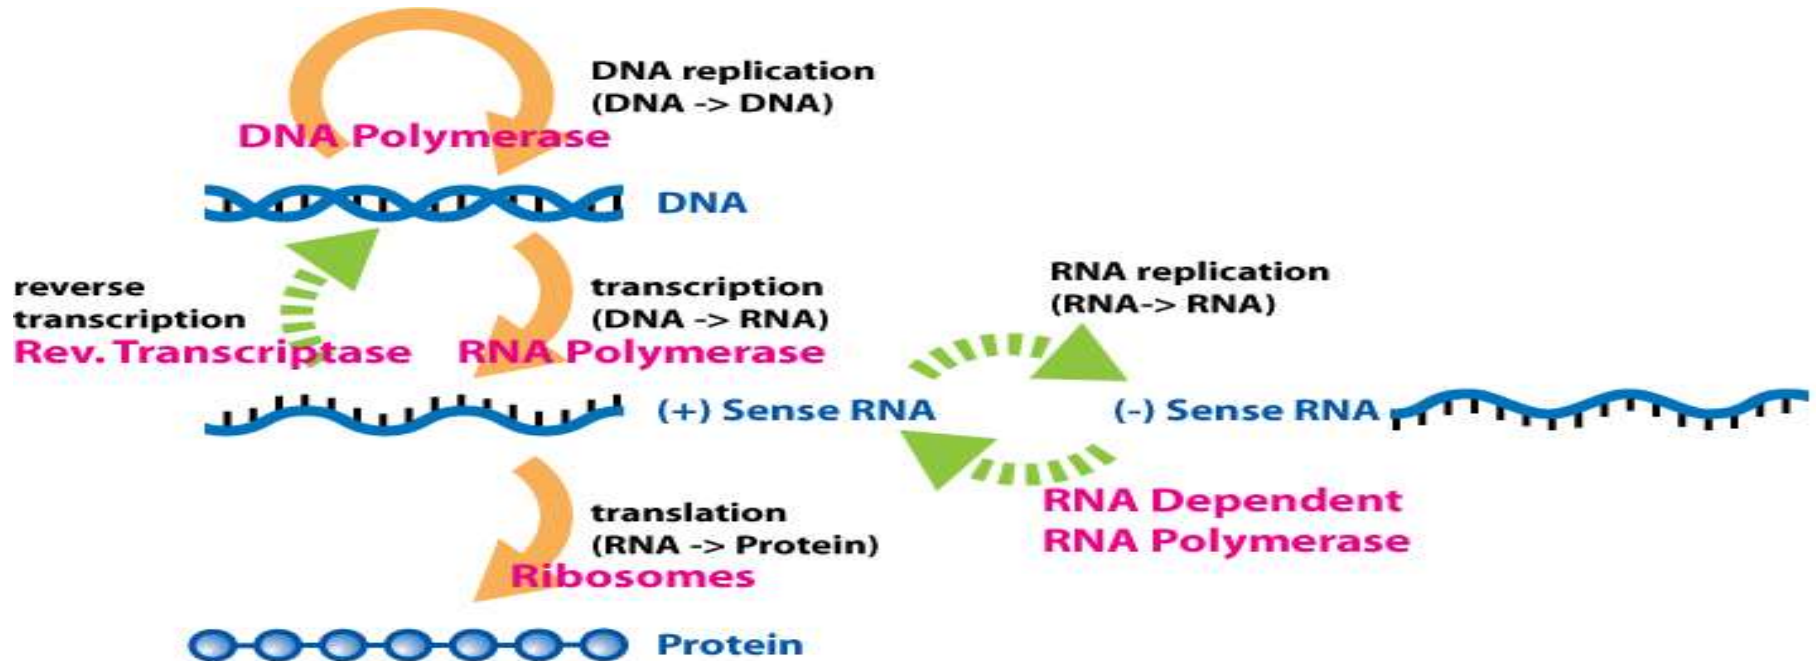 DNA replication
(DNA -> DNA)
DNA Polymerase
DNA
reverse
transcription
Rev. Transcriptase
transcription
(DNA -> RNA)
RNA Polymerase
RNA replication
(RNA-> RNA)
(+) Sense RNA
(-) Sense RNA
RNA Dependent
RNA Polymerase
translation
(RNA -> Protein)
Ribosomes
Protein